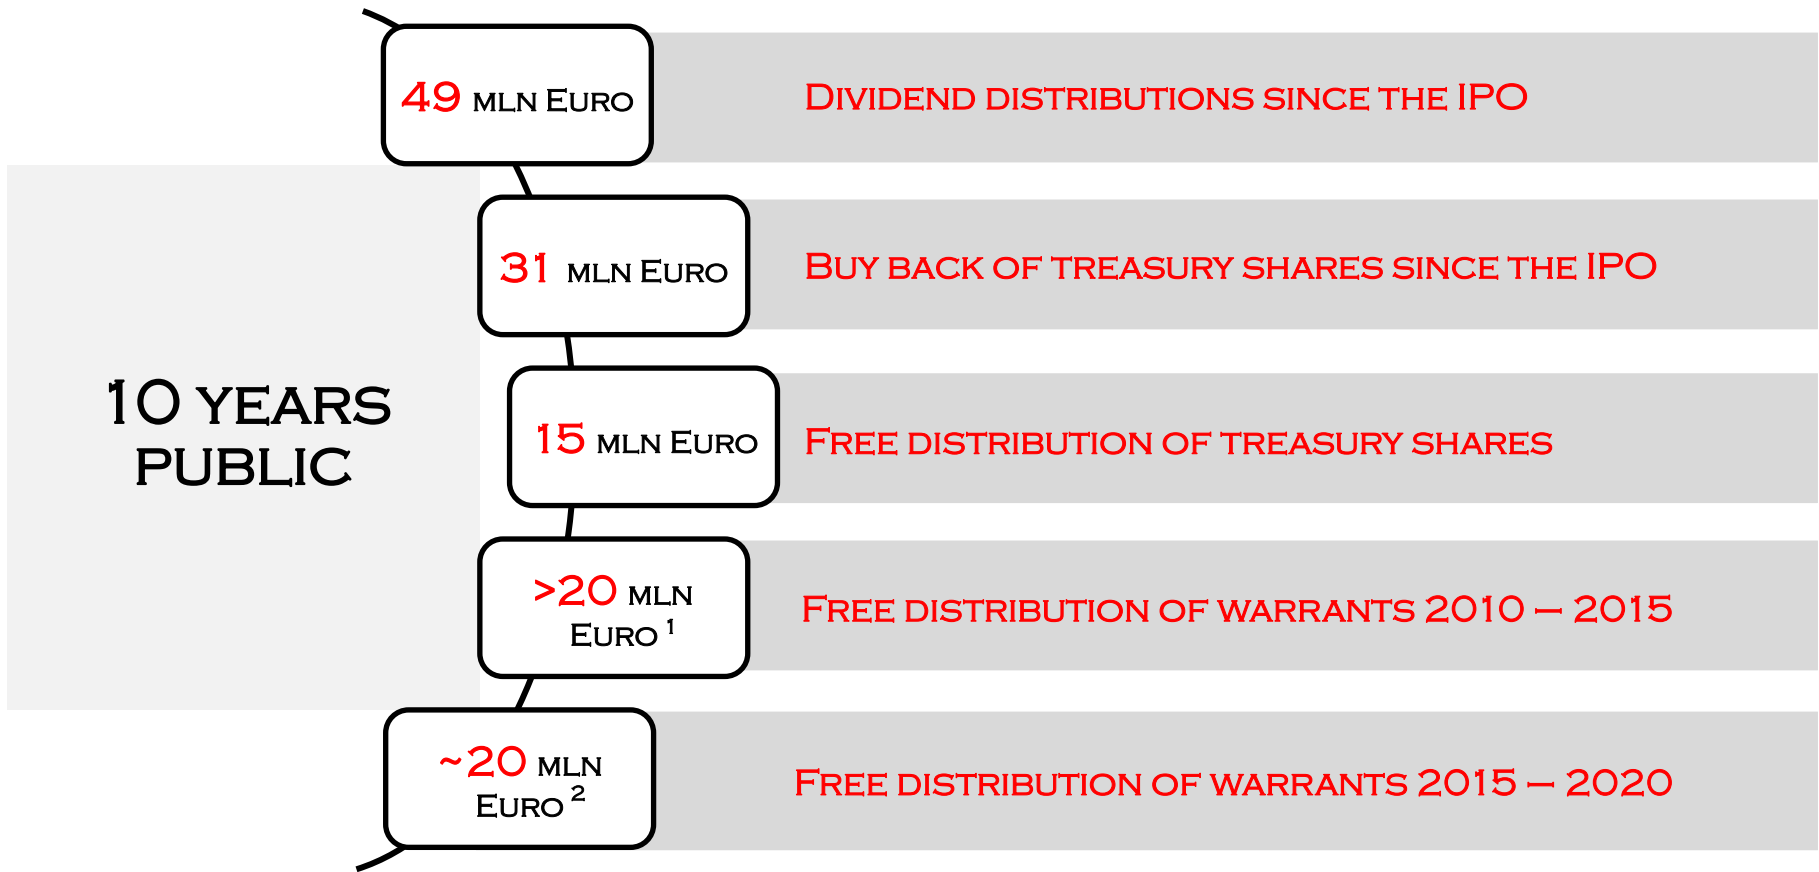 49 MLN EURO
DIVIDEND DISTRIBUTIONS SINCE THE IPO
31 MLN EURO
BUY BACK OF TREASURY SHARES SINCE THE IPO
10 YEARS
PUBLIC
15 MLN EURO
FREE DISTRIBUTION OF TREASURY SHARES
>20 MLN
EURO 1
FREE DISTRIBUTION OF WARRANTS 2010 – 2015
~20 MLN
EURO 2
FREE DISTRIBUTION OF WARRANTS 2015 – 2020